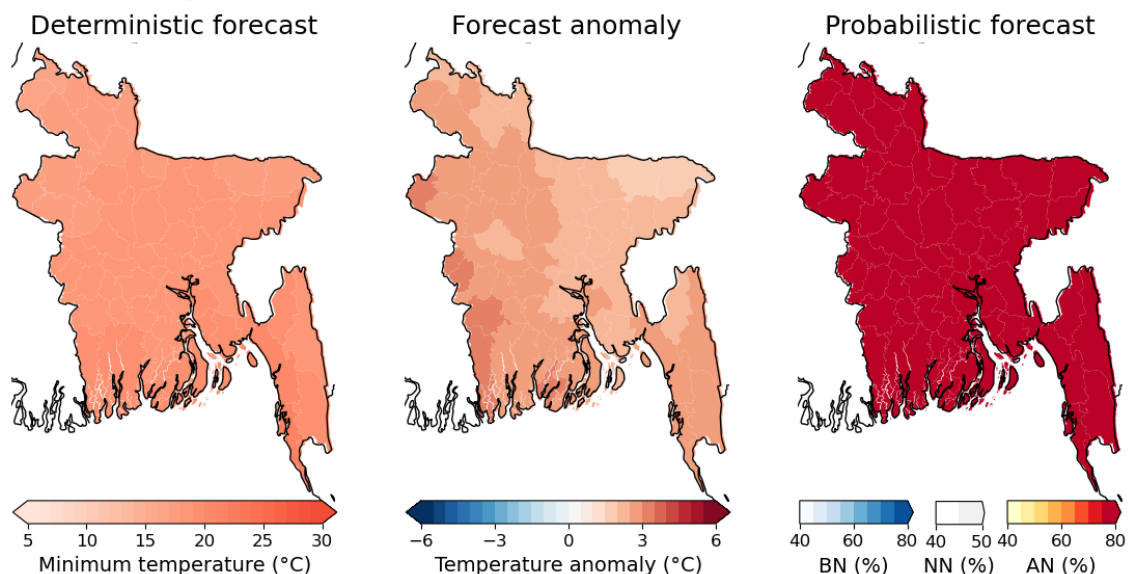 Deterministic forecast
Forecast anomaly
Probabilistic forecast
5 10 15 20 25 30
Minimum temperature (°C)
−6 −3 0 3 6
Temperature anomaly (°C)
40 60 80
BN (%)
40 50
NN (%)
40 60 80
AN (%)